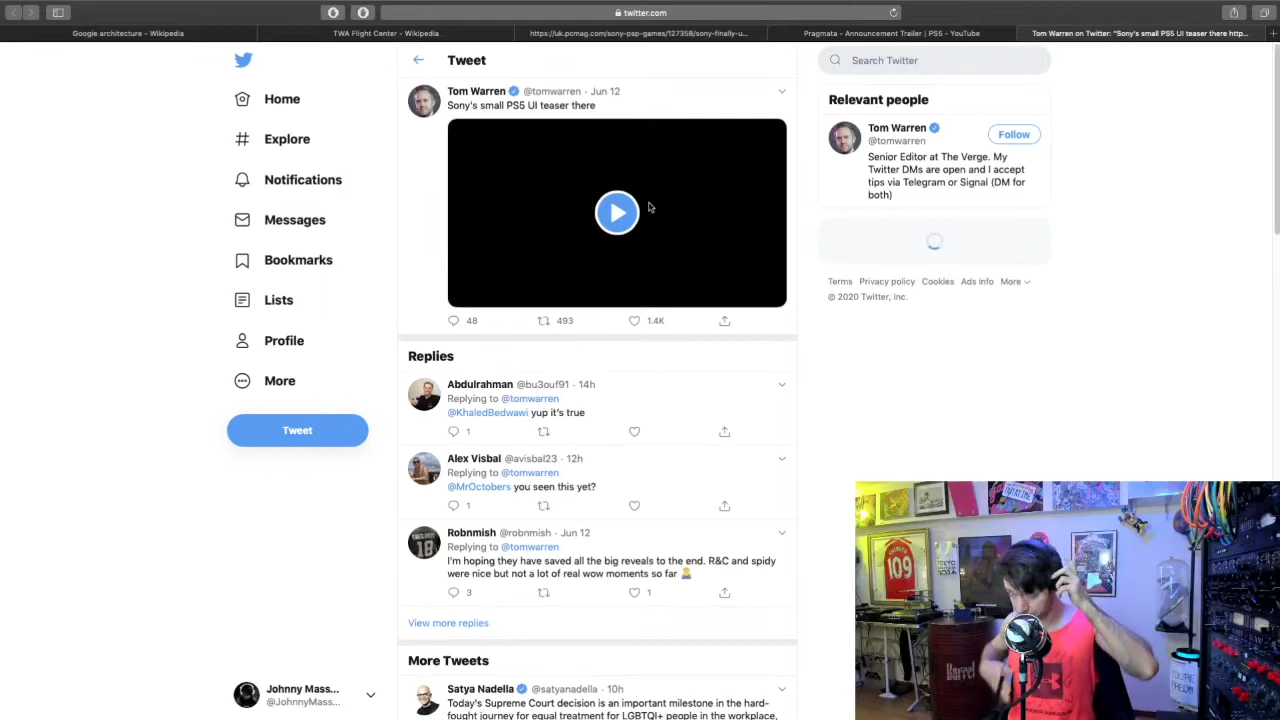 twitter.com
Googie architecture - Wikipedia
TWA Flight Center - Wikipedia
https://uk.pcmag.com/sony-psp-games/127358/sony-finally-u...
Pragmata - Announcement Trailer | PS5 - YouTube
Tom Warren on Twitter: "Sony's small PS5 UI teaser there http...
Home
Explore
Notifications
Messages
Bookmarks
Lists
Profile
More
Tweet
Johnny Mass...
@JohnnyMass...
Tweet
Tom Warren @tomwarren · Jun 12
Sony's small PS5 UI teaser there
48 493 1.4K
Replies
Abdulrahman @bu3ouf91 · 14h
Replying to @tomwarren
@KhaledBedwawi yup it's true
1
Alex Visbal @avisbal23 · 12h
Replying to @tomwarren
@MrOctobers you seen this yet?
1
Robnmish @robnmish · Jun 12
Replying to @tomwarren
I'm hoping they have saved all the big reveals to the end. R&C and spidy
were nice but not a lot of real wow moments so far
3 1
View more replies
More Tweets
Satya Nadella @satyanadella · 10h
Today's Supreme Court decision is an important milestone in the hard-
fought journey for equal treatment for LGBTQI+ people in the workplace,
Search Twitter
Relevant people
Tom Warren
@tomwarren
Follow
Senior Editor at The Verge. My
Twitter DMs are open and I accept
tips via Telegram or Signal (DM for
both)
Terms Privacy policy Cookies Ads info More
© 2020 Twitter, Inc.
OUTATIME
109
18